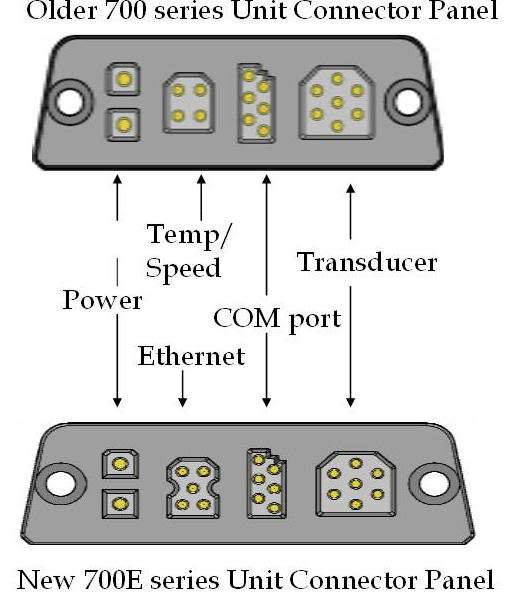 Older 700 series Unit Connector Panel
Temp/
Speed
Transducer
Power
COM port
Ethernet
New 700E series Unit Connector Panel